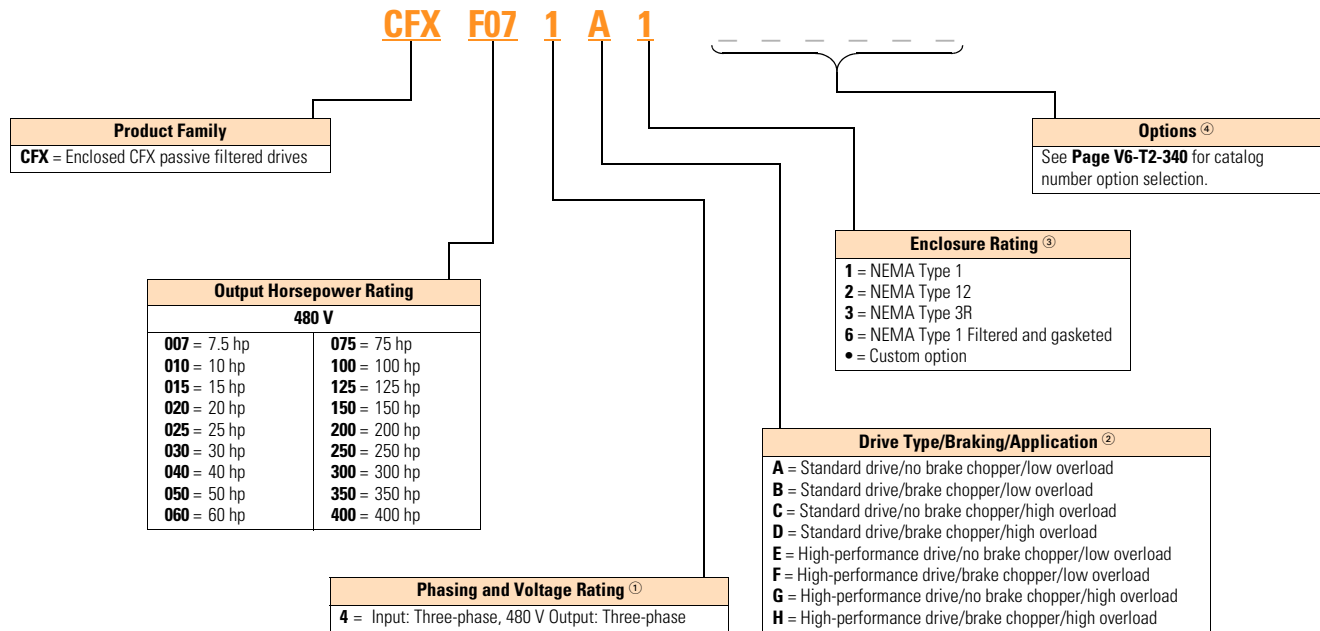 CFX F07 1 A 1 _ _ _ _ _ _
Product Family
CFX = Enclosed CFX passive filtered drives
Options ④
See Page V6-T2-340 for catalog
number option selection.
Enclosure Rating ③
1 = NEMA Type 1
2 = NEMA Type 12
3 = NEMA Type 3R
6 = NEMA Type 1 Filtered and gasketed
• = Custom option
Output Horsepower Rating
480 V
007 = 7.5 hp 075 = 75 hp
010 = 10 hp 100 = 100 hp
015 = 15 hp 125 = 125 hp
020 = 20 hp 150 = 150 hp
025 = 25 hp 200 = 200 hp
030 = 30 hp 250 = 250 hp
040 = 40 hp 300 = 300 hp
050 = 50 hp 350 = 350 hp
060 = 60 hp 400 = 400 hp
Drive Type/Braking/Application ②
A = Standard drive/no brake chopper/low overload
B = Standard drive/brake chopper/low overload
C = Standard drive/no brake chopper/high overload
D = Standard drive/brake chopper/high overload
E = High-performance drive/no brake chopper/low overload
F = High-performance drive/brake chopper/low overload
G = High-performance drive/no brake chopper/high overload
H = High-performance drive/brake chopper/high overload
Phasing and Voltage Rating ①
4 = Input: Three-phase, 480 V Output: Three-phase